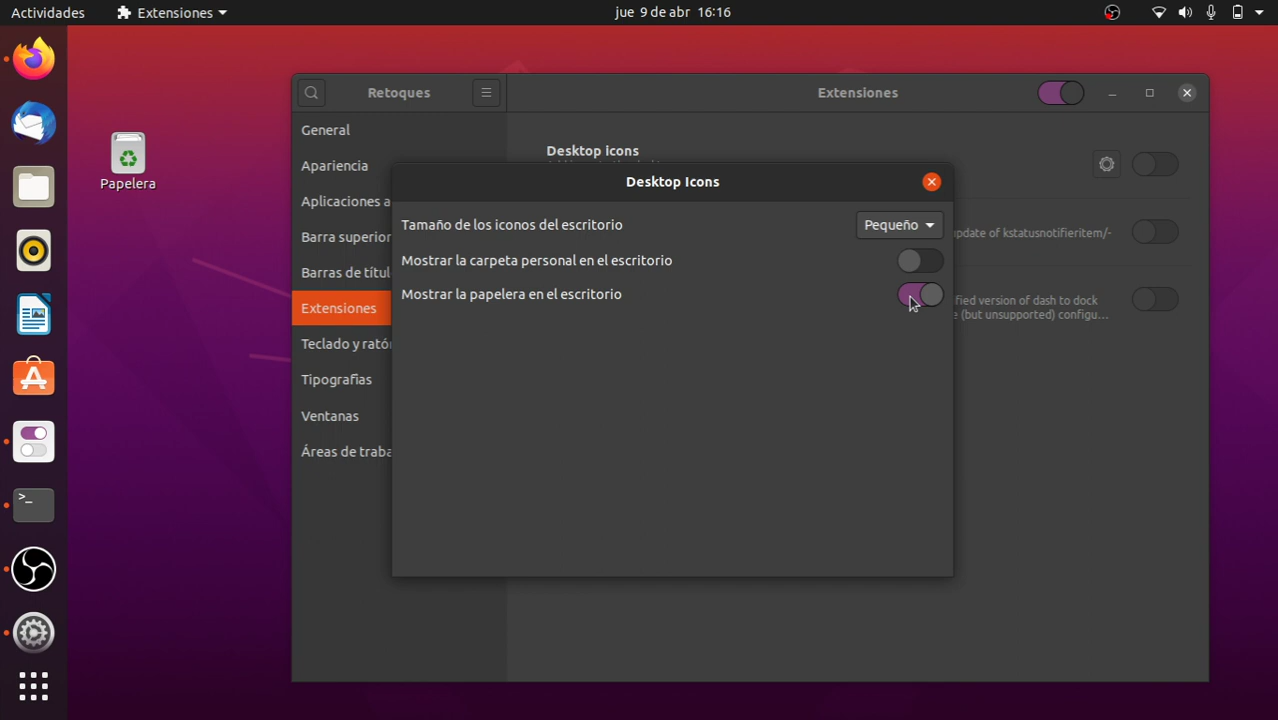 Actividades
Extensiones
jue 9 de abr 16:16
Papelera
Retoques
Extensiones
General
Apariencia
Aplicaciones a
Barra superior
Barras de títul
Extensiones
Teclado y rató
Tipografías
Ventanas
Áreas de traba
Desktop icons
pdate of kstatusnotifieritem/-
fied version of dash to dock
e (but unsupported) configu...
Desktop Icons
Tamaño de los iconos del escritorio
Pequeño
Mostrar la carpeta personal en el escritorio
Mostrar la papelera en el escritorio
>_